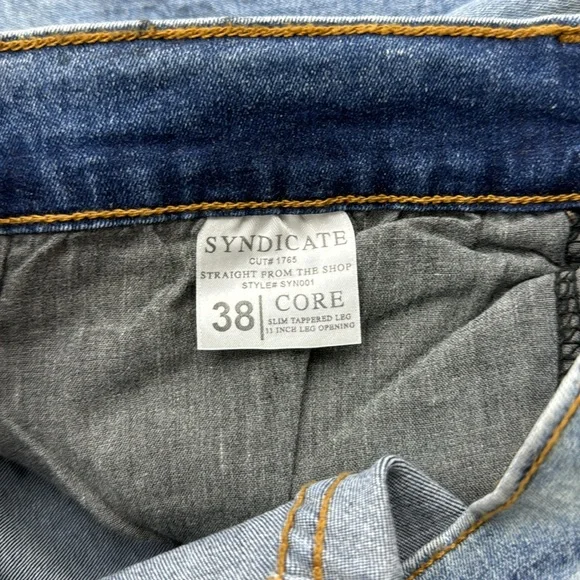 SYNDICATE
CUT# 1765
STRAIGHT FROM THE SHOP
STYLE# SYN001
38 | CORE
SLIM TAPPERED LEG
11 INCH LEG OPENING